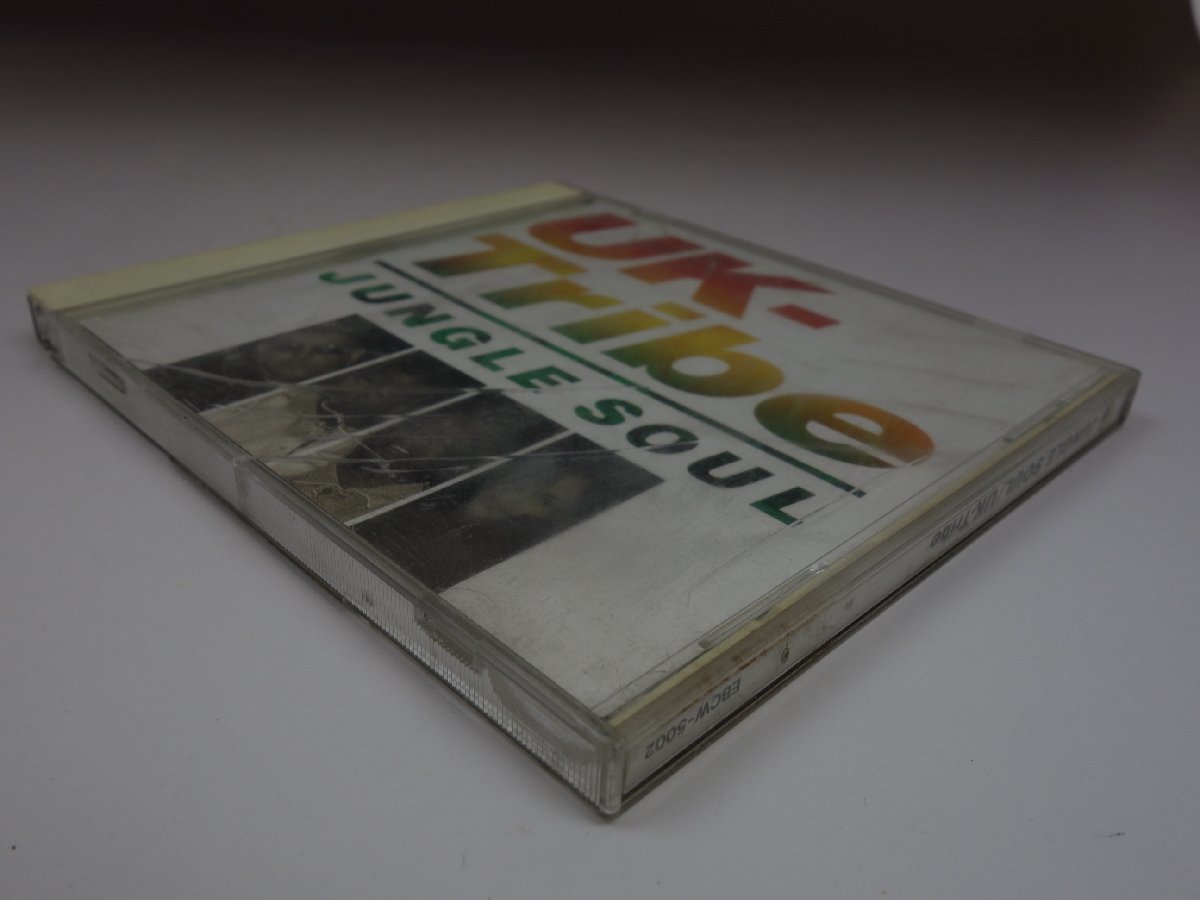 UK-
Tribe
JUNGLE SOUL
JUNGLE SOUL/UK-Tribe
EBCW-5002